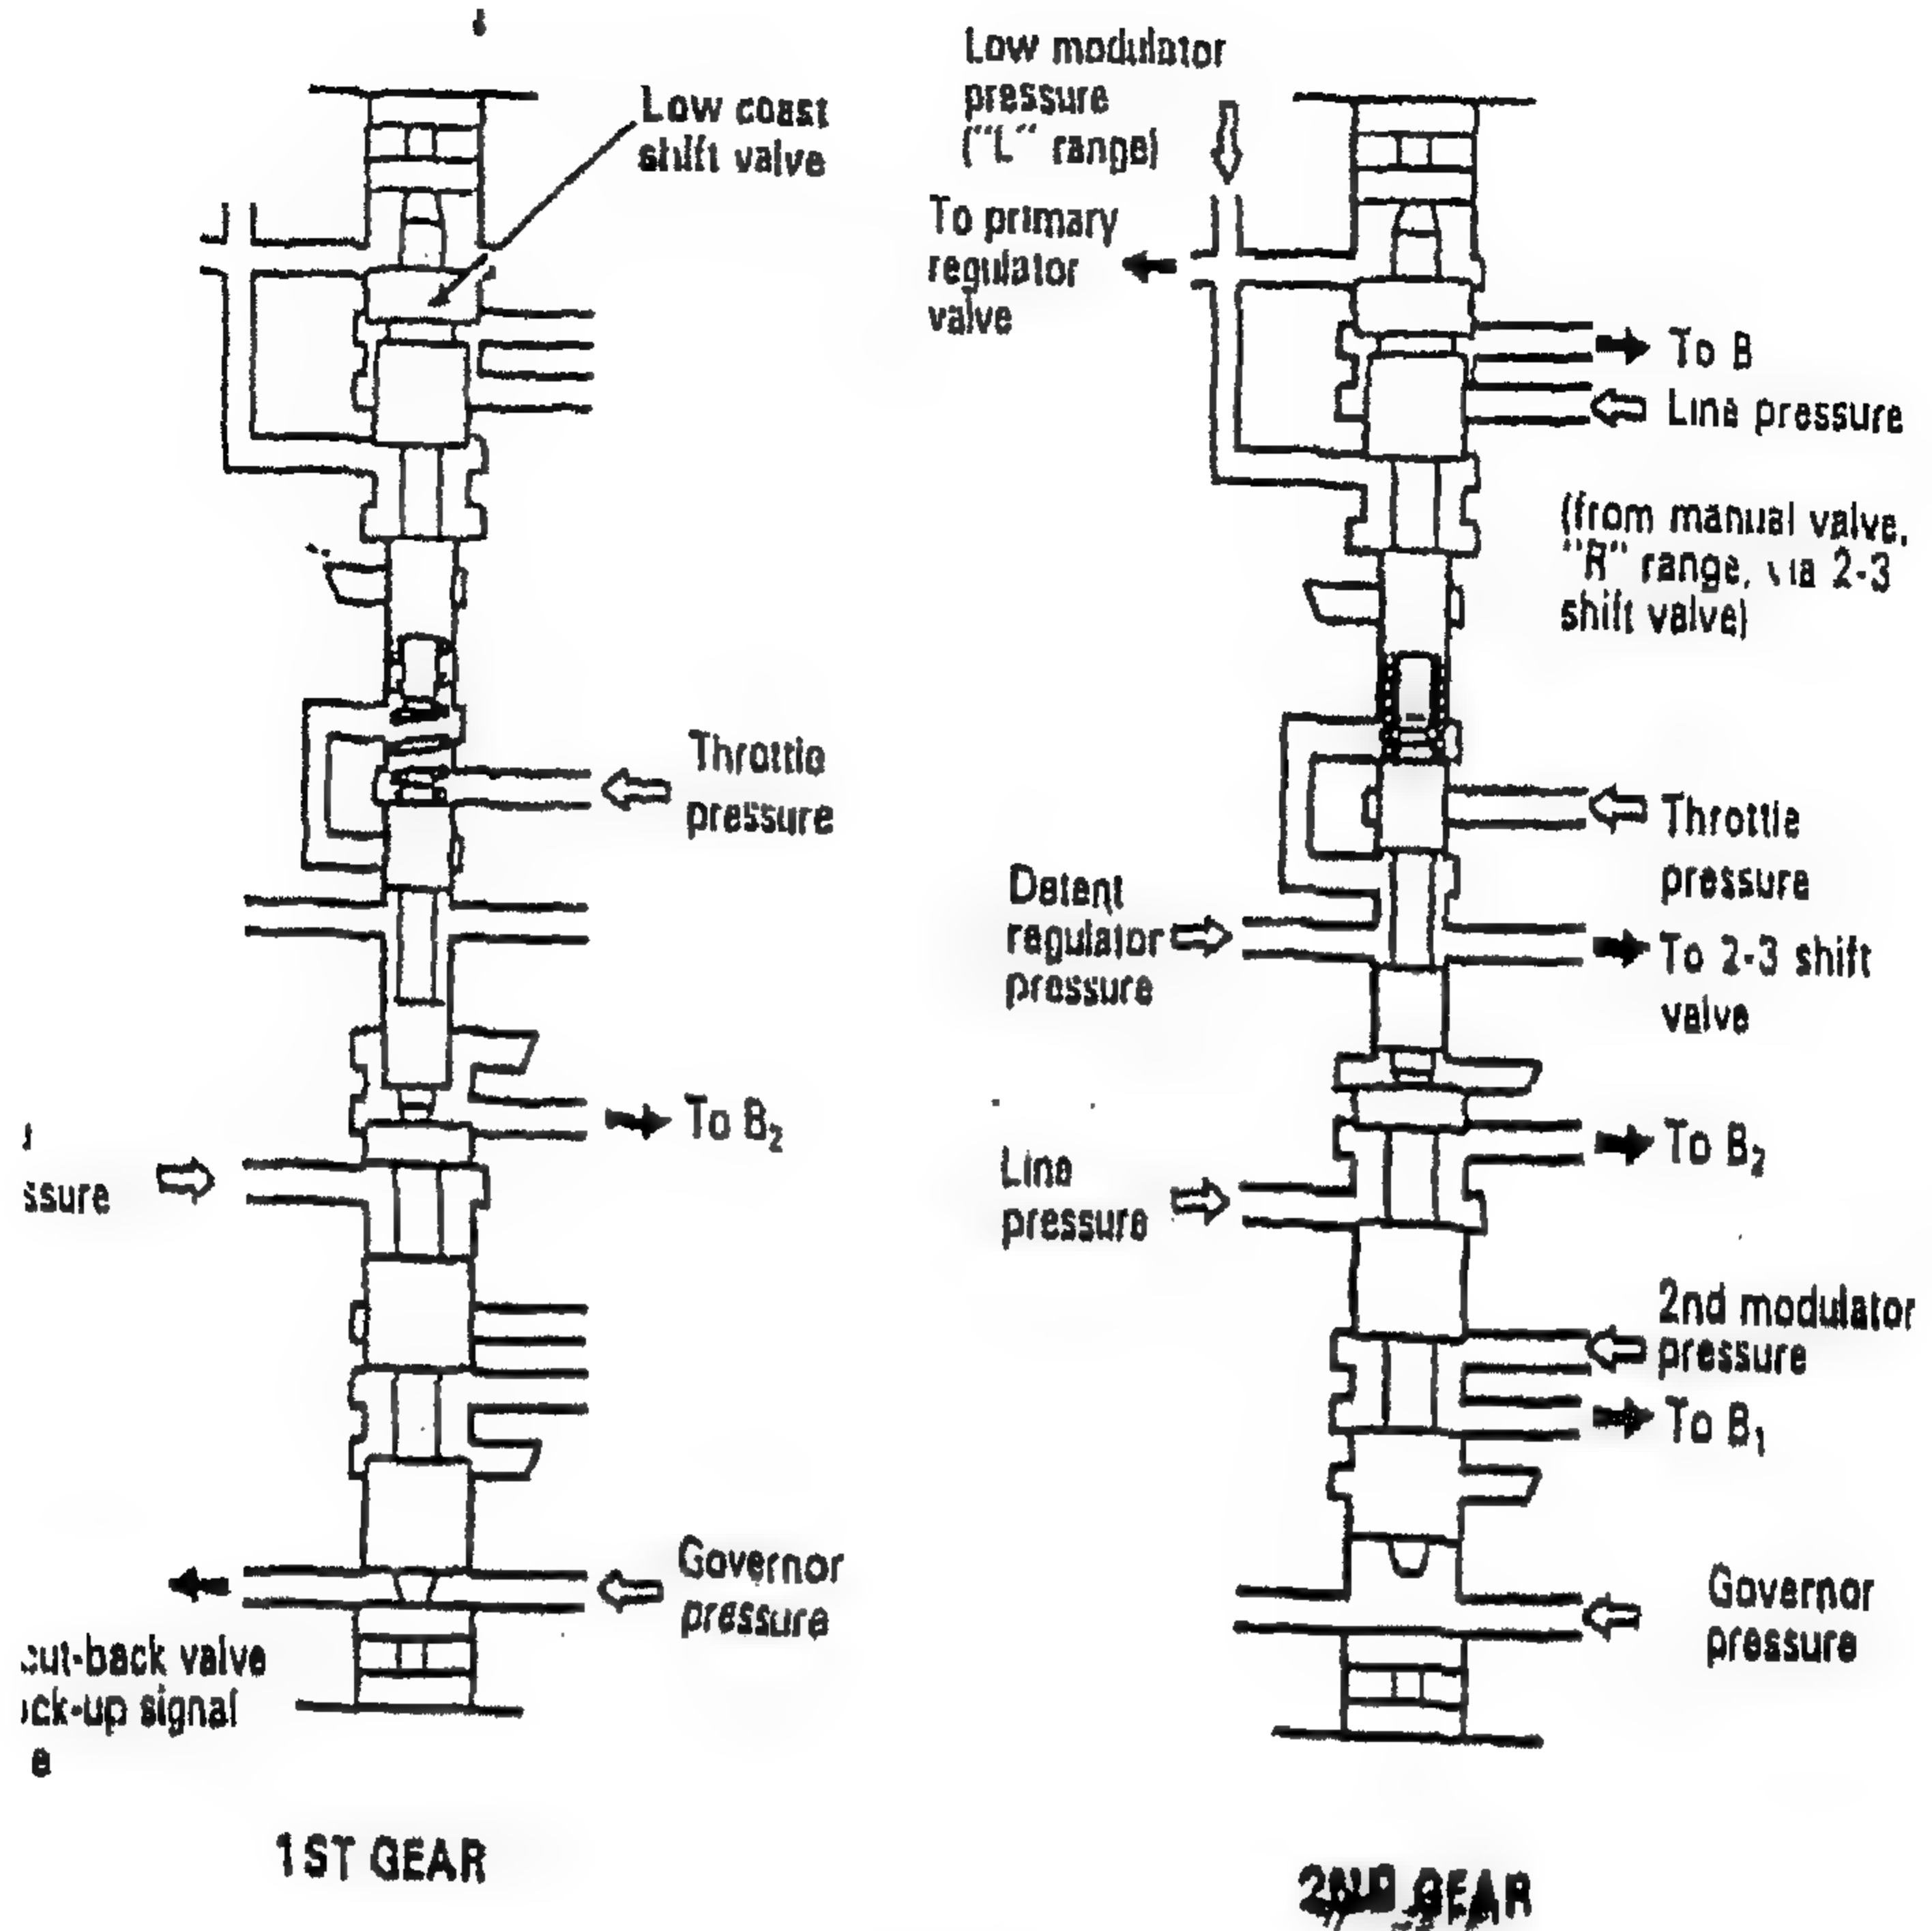 Low coast
shift valve
Throttle
pressure
To B₂
ssure
Governor
pressure
cut-back valve
ck-up signal
e
1ST GEAR
Low modulator
pressure
("L" range)
To primary
regulator
valve
To B
Line pressure
(from manual valve,
"R" range, via 2-3
shift valve)
Throttle
pressure
Detent
regulator
pressure
To 2-3 shift
valve
To B₂
Line
pressure
2nd modulator
pressure
To B₁
Governor
pressure
2ND GEAR